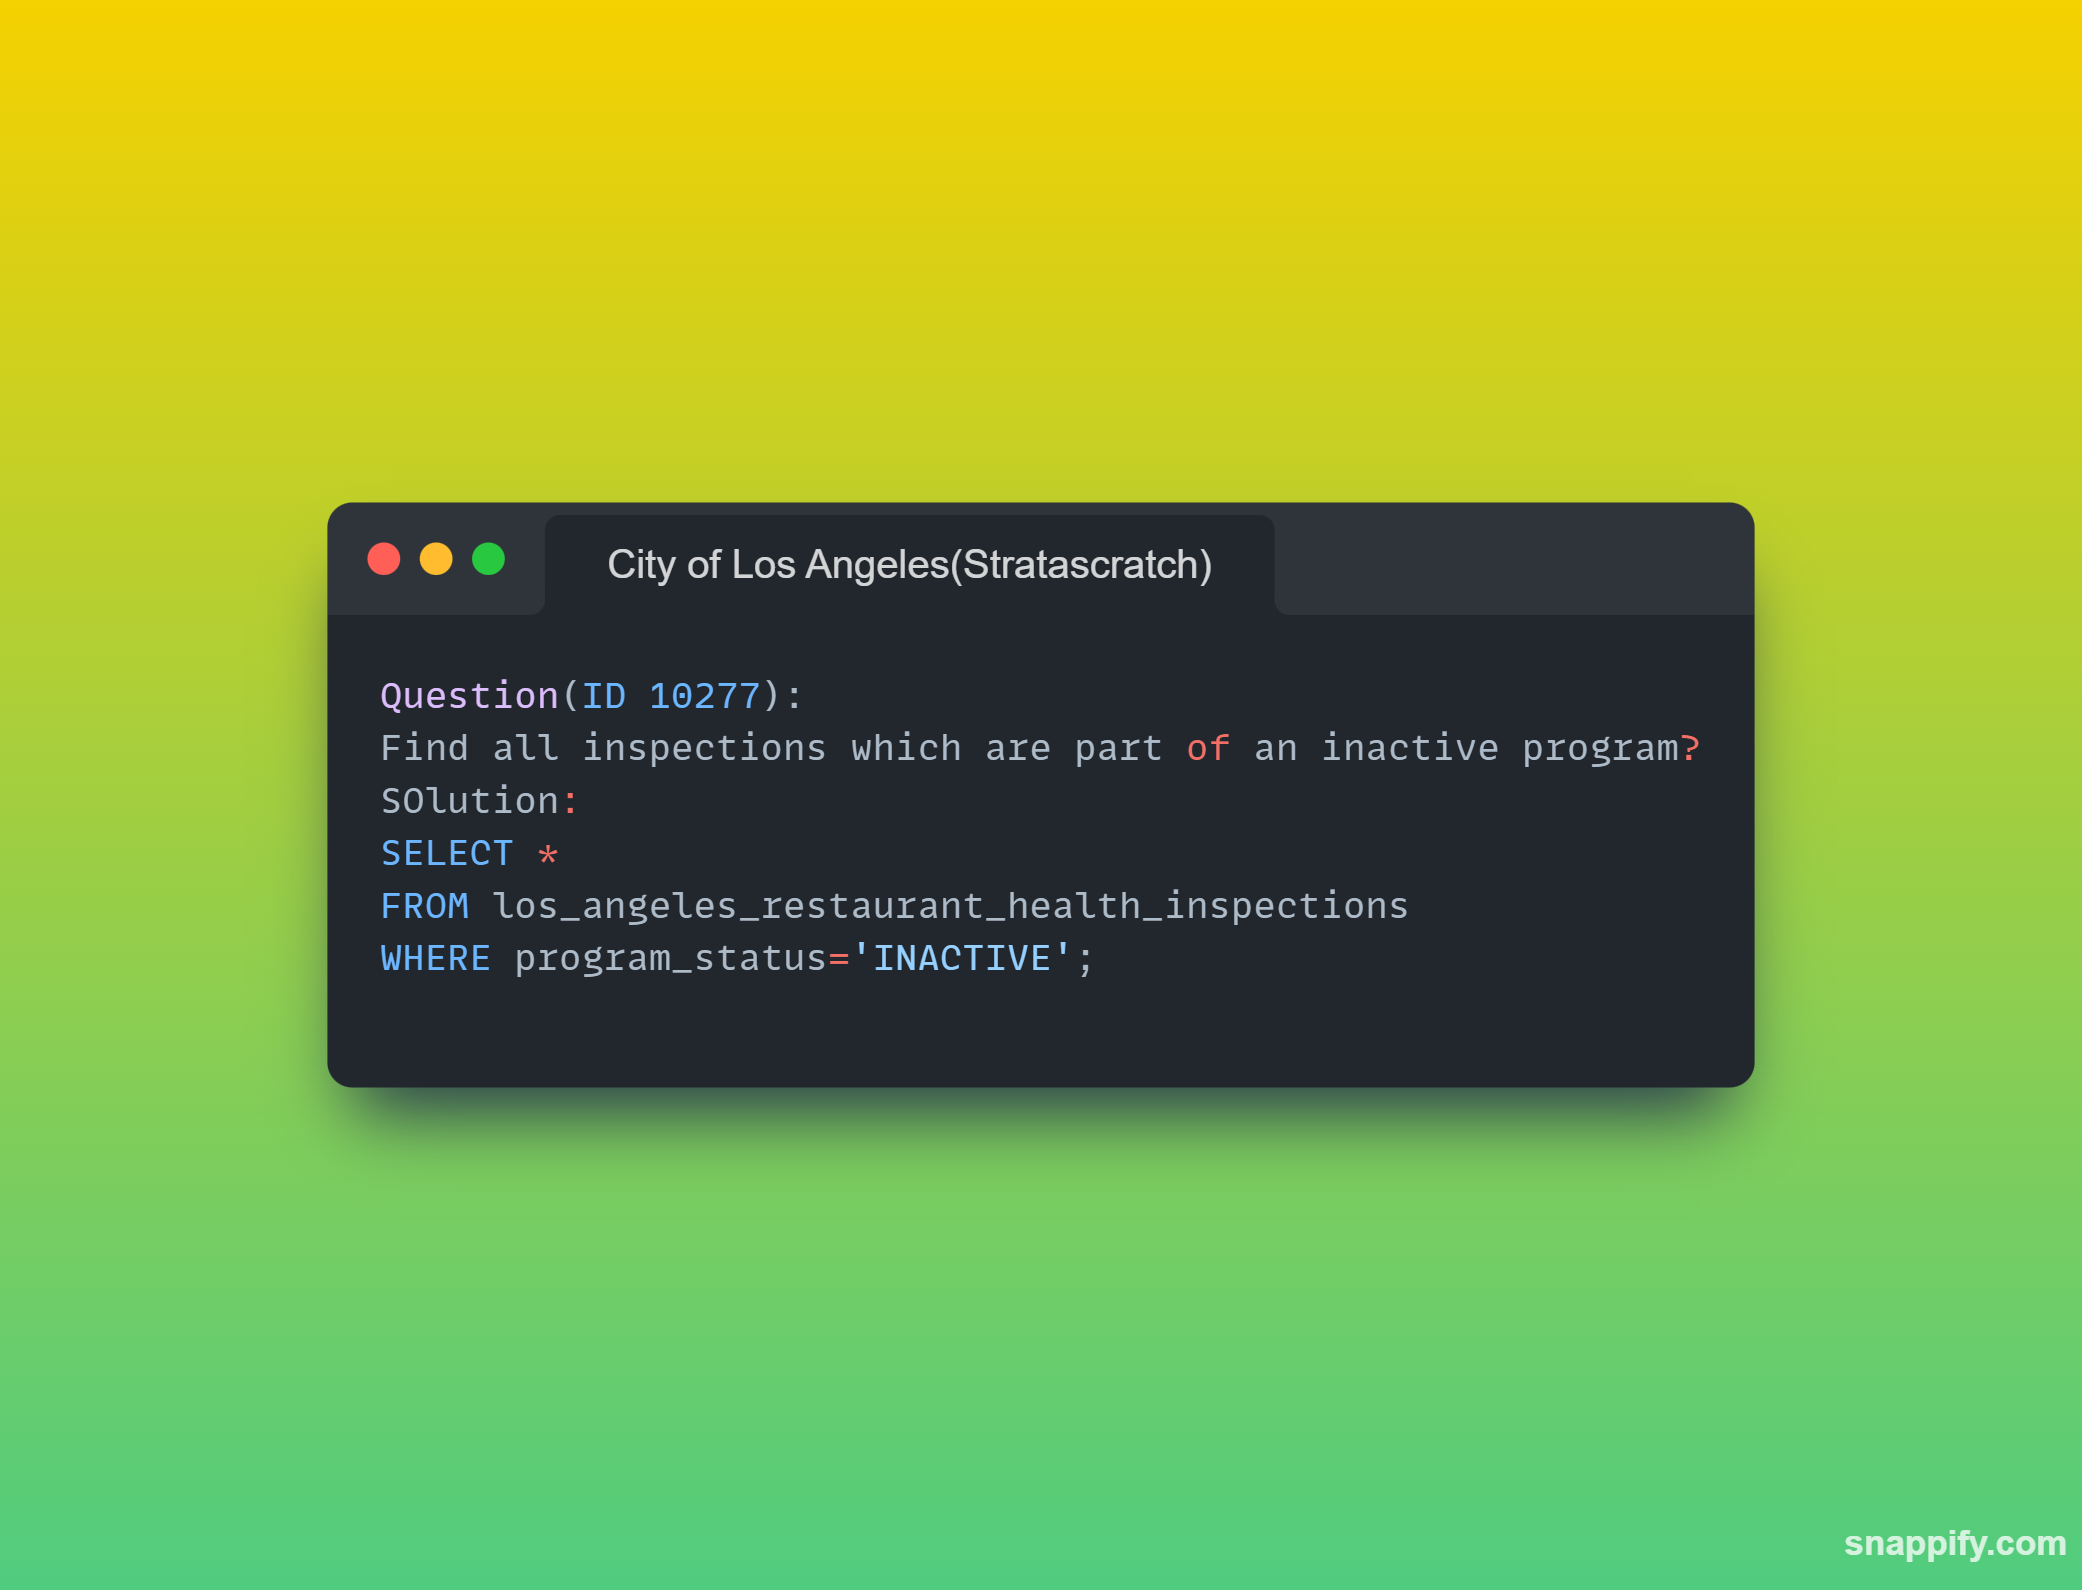 City of Los Angeles(Stratascratch)
Question(ID 10277):
Find all inspections which are part of an inactive program?
SOlution:
SELECT *
FROM los_angeles_restaurant_health_inspections
WHERE program_status='INACTIVE';
snappify.com